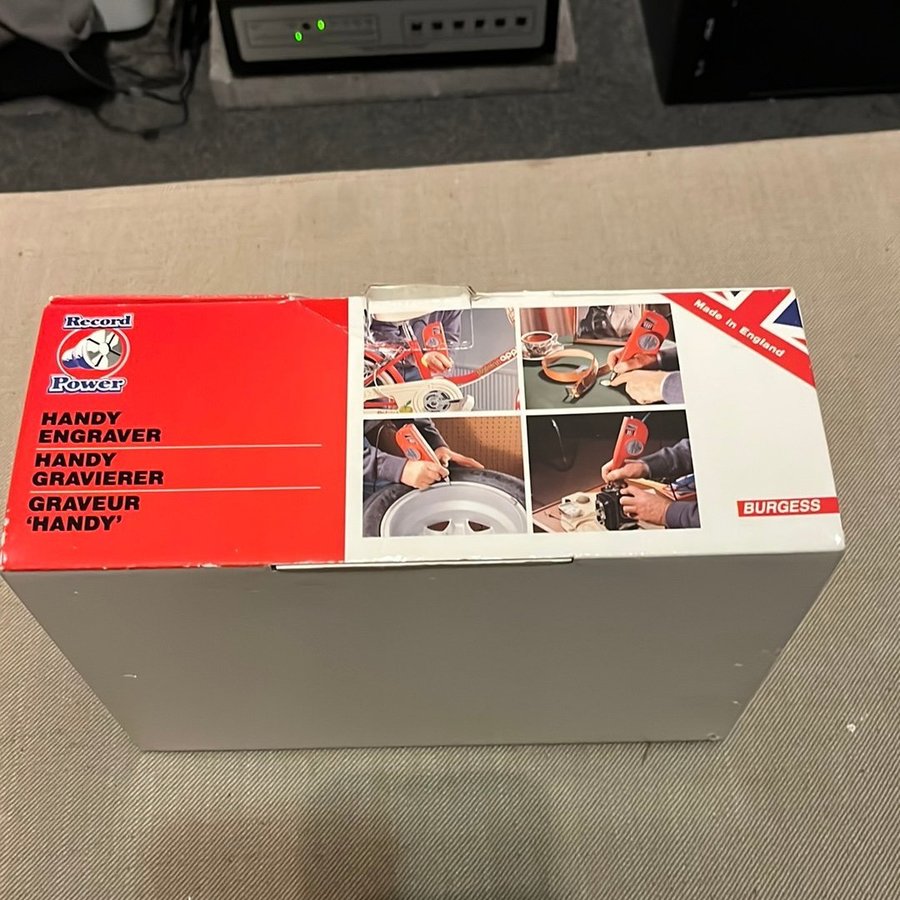 Record
Power
HANDY
ENGRAVER
HANDY
GRAVIERER
GRAVEUR
'HANDY'
Made in England
BURGESS